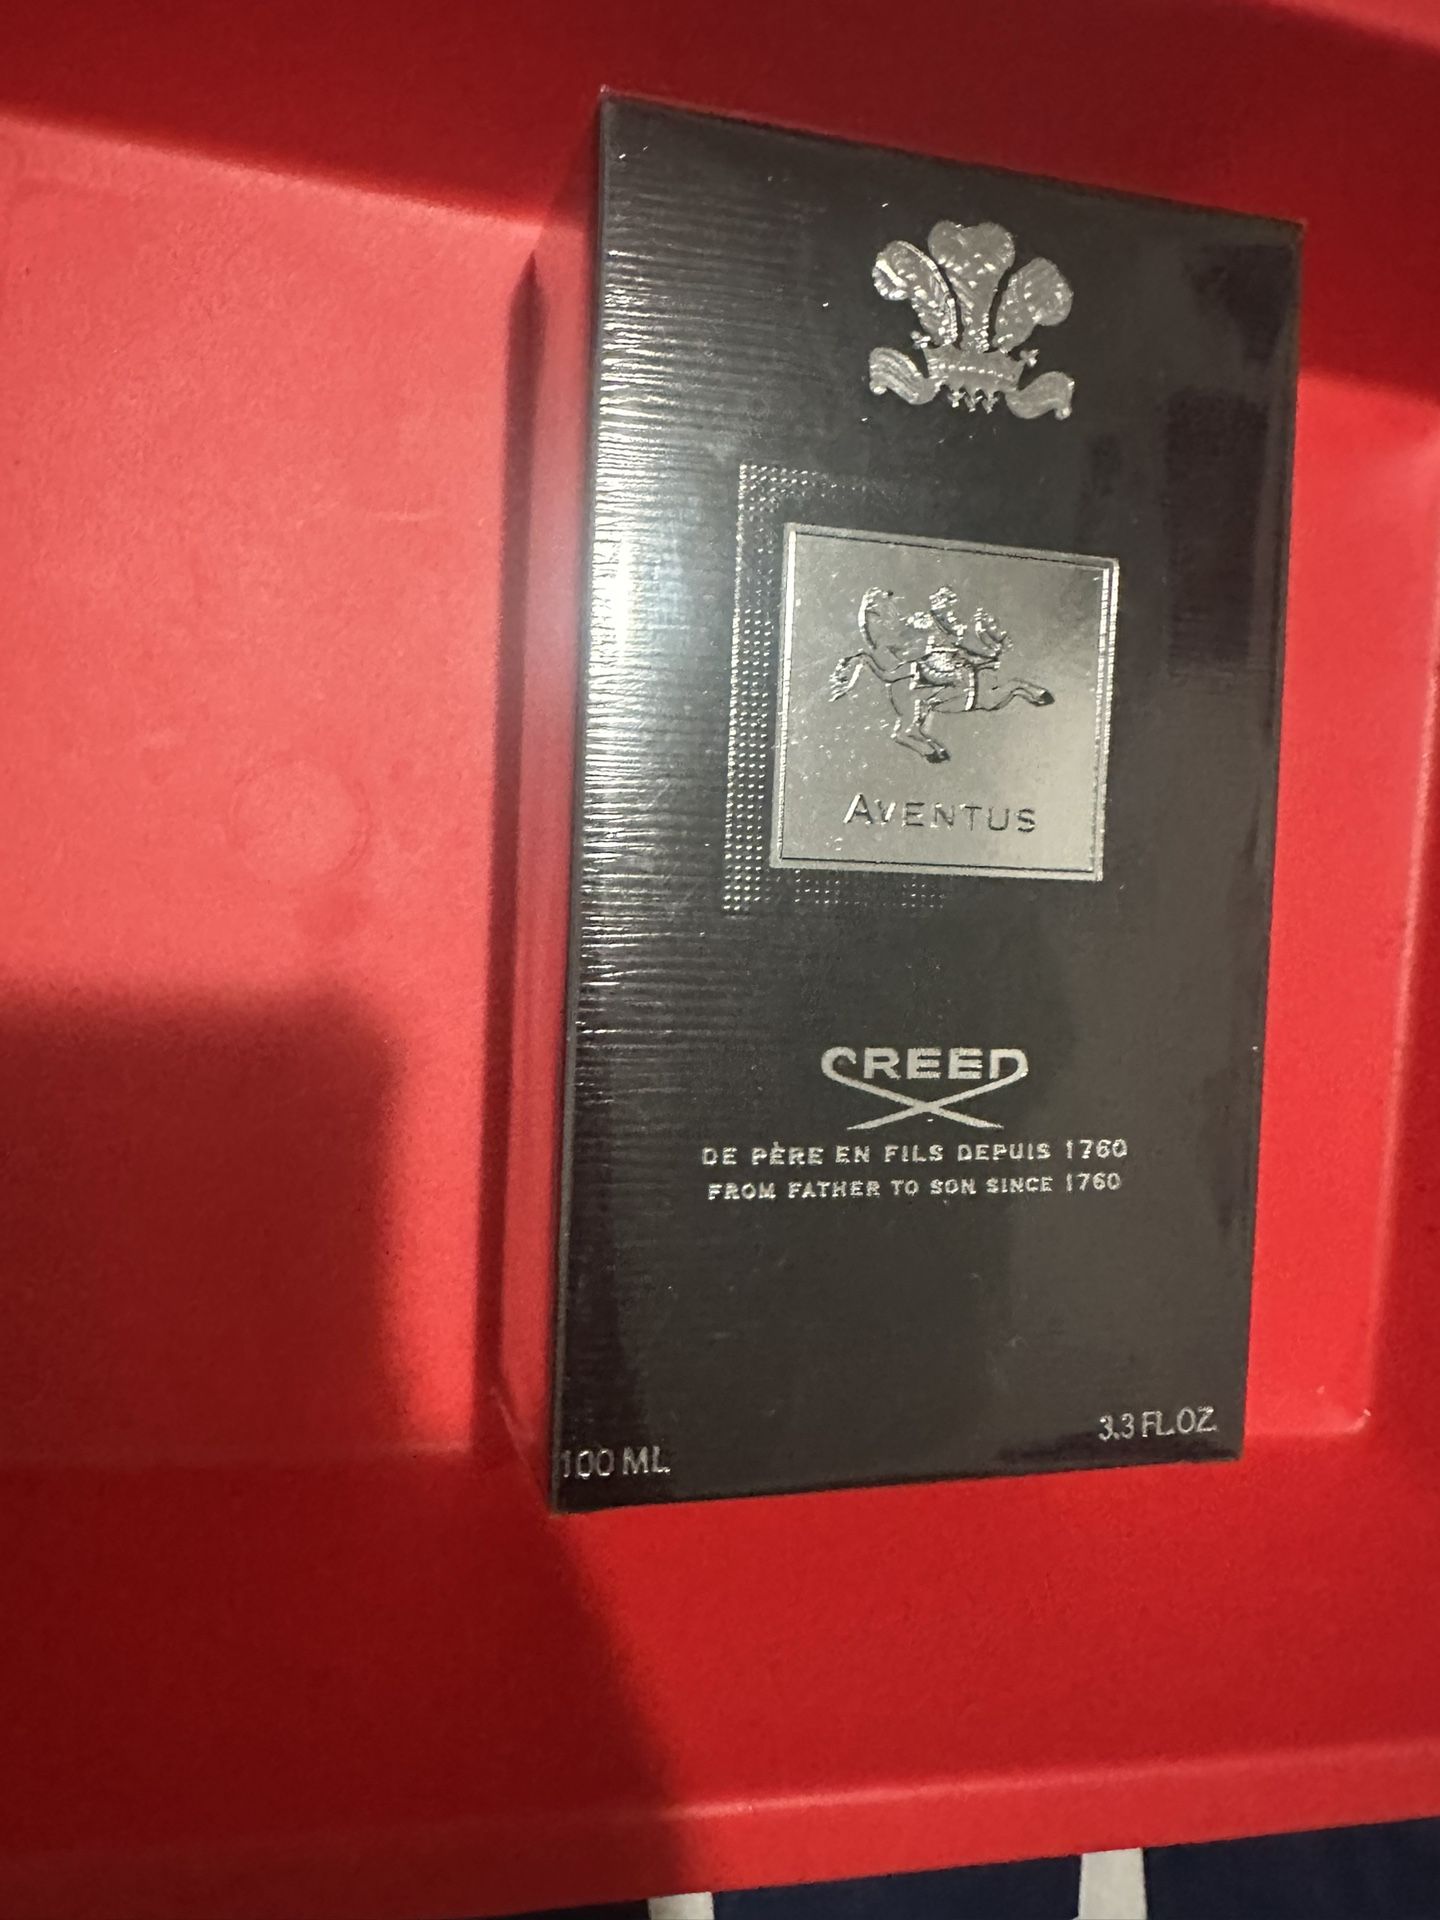 AVENTUS
CREED
DE PÈRE EN FILS DEPUIS 1760
FROM FATHER TO SON SINCE 1760
100 ML
3.3 FL.OZ.